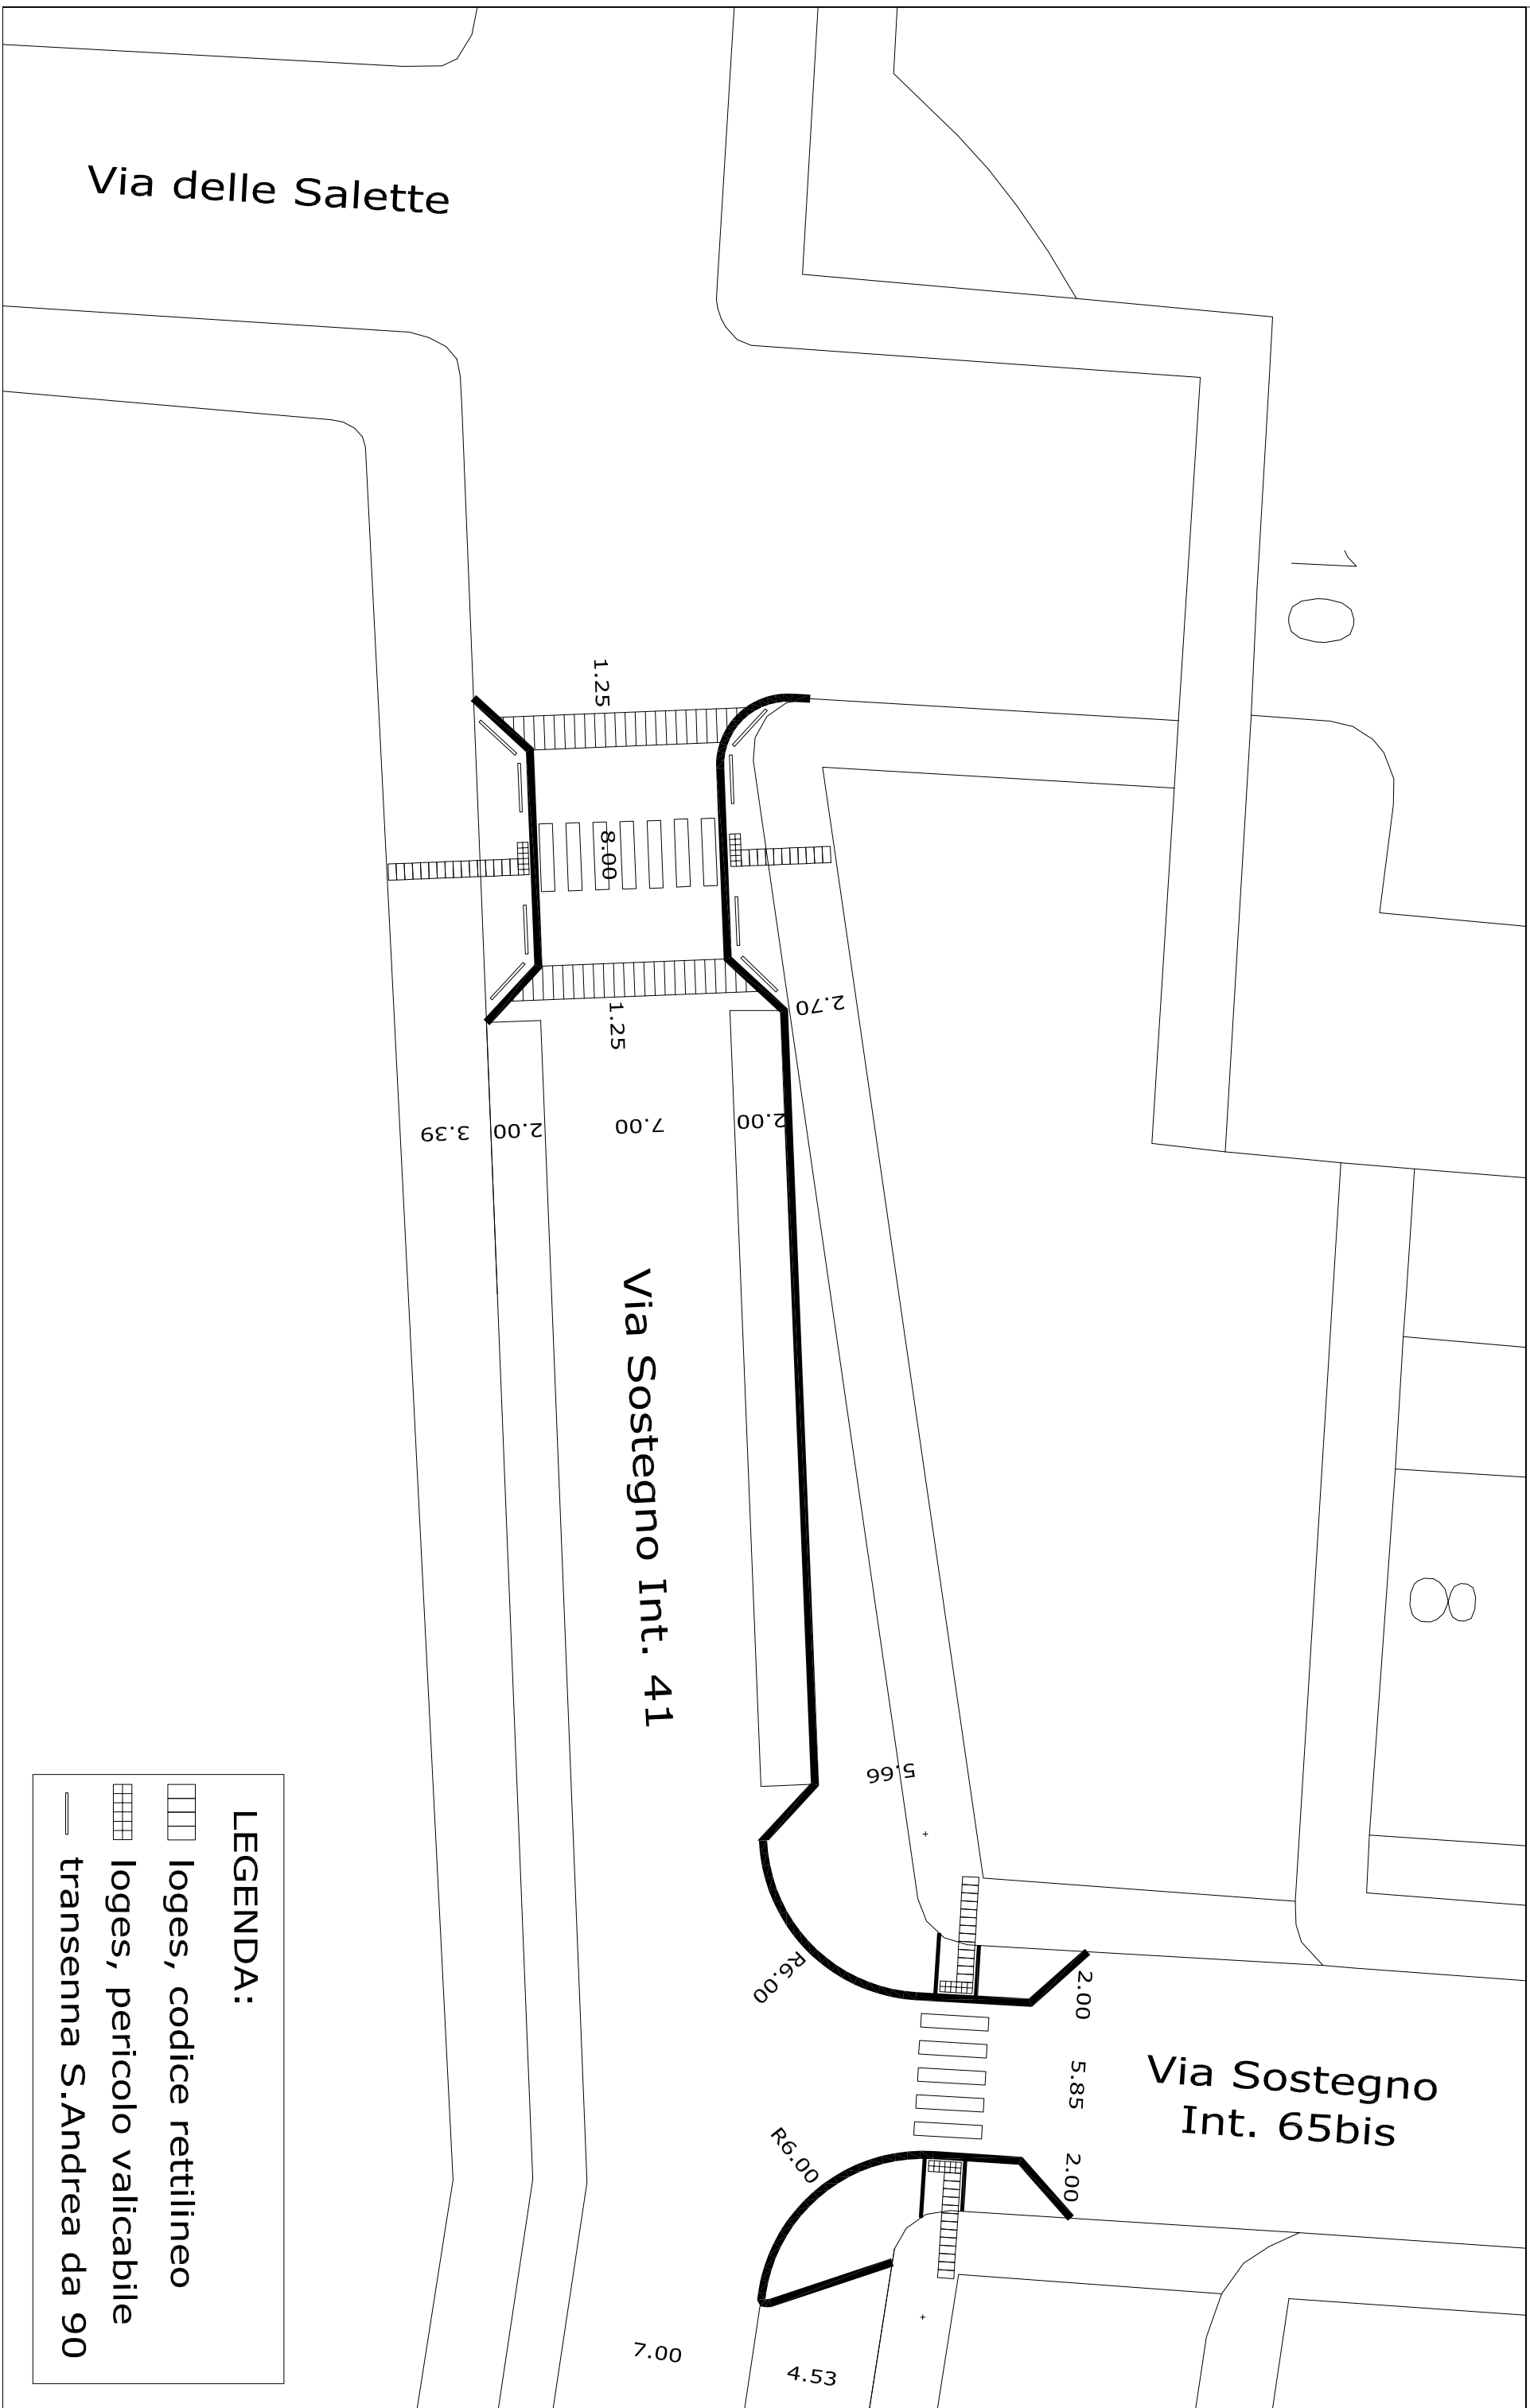 Via delle Salette
10
1.25
8.00
1.25
2.70
3.39
2.00
7.00
2.00
Via Sostegno Int. 41
8
5.66
R6.00
2.00
5.85
2.00
Via Sostegno
Int. 65bis
R6.00
7.00
4.53
LEGENDA:
loges, codice rettilineo
loges, pericolo valicabile
transenna S.Andrea da 90